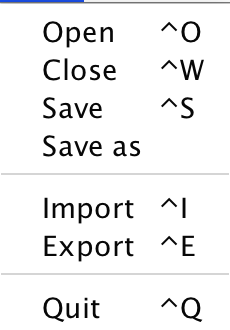 Open ^O
Close ^W
Save ^S
Save as
Import ^I
Export ^E
Quit ^Q